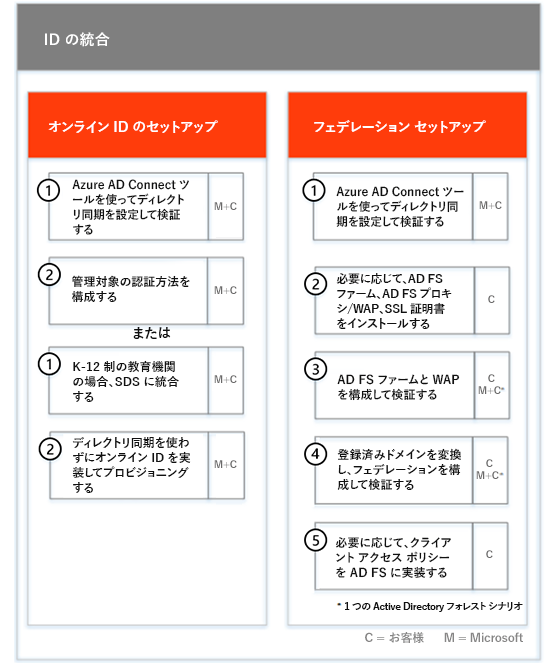 ID の統合
オンライン ID のセットアップ
① Azure AD Connect ツ
ールを使ってディレクト
リ同期を設定して検証
する
M+C
② 管理対象の認証方法を
構成する
M+C
または
① K-12 制の教育機関
の場合、SDS に統合
する
M+C
② ディレクトリ同期を使わ
ずにオンライン ID を実
装してプロビジョニング
する
M+C
フェデレーション セットアップ
① Azure AD Connect ツー
ルを使ってディレクトリ同
期を設定して検証する
M+C
② 必要に応じて、AD FS
ファーム、AD FS プロキ
シ/WAP、SSL 証明書
をインストールする
C
③ AD FS ファームと WAP
を構成して検証する
C
M+C*
④ 登録済みドメインを変換
し、フェデレーションを構
成して検証する
C
M+C*
⑤ 必要に応じて、クライア
ント アクセス ポリシー
を AD FS に実装する
C
* 1 つの Active Directory フォレスト シナリオ
C = お客様 M = Microsoft